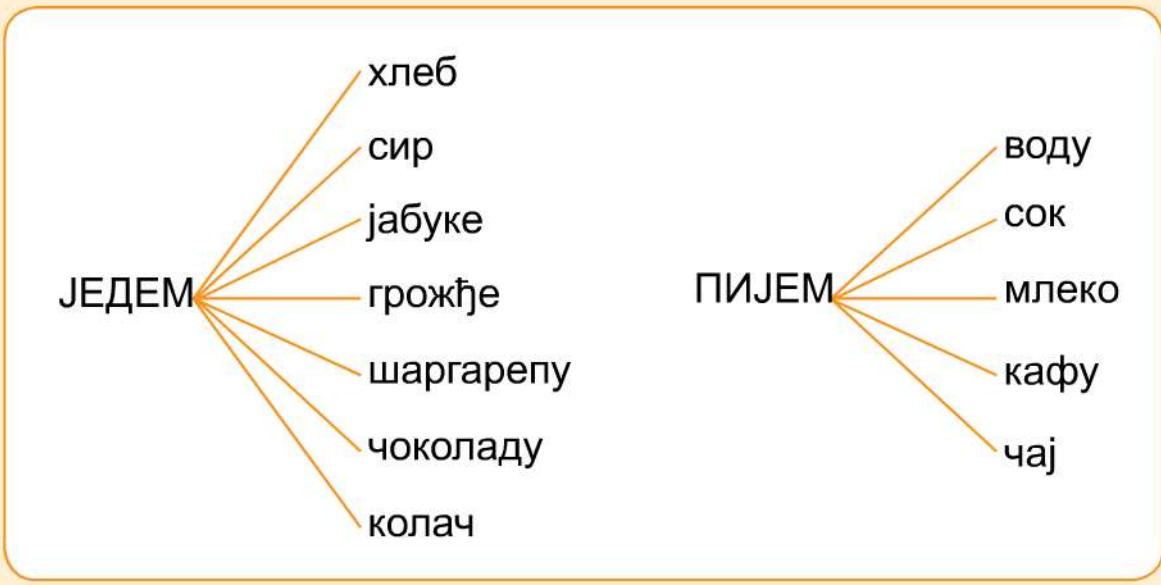 ЈЕДЕМ
хлеб
сир
јабуке
грожђе
шаргарепу
чоколаду
колач
ПИЈЕМ
воду
сок
млеко
кафу
чај